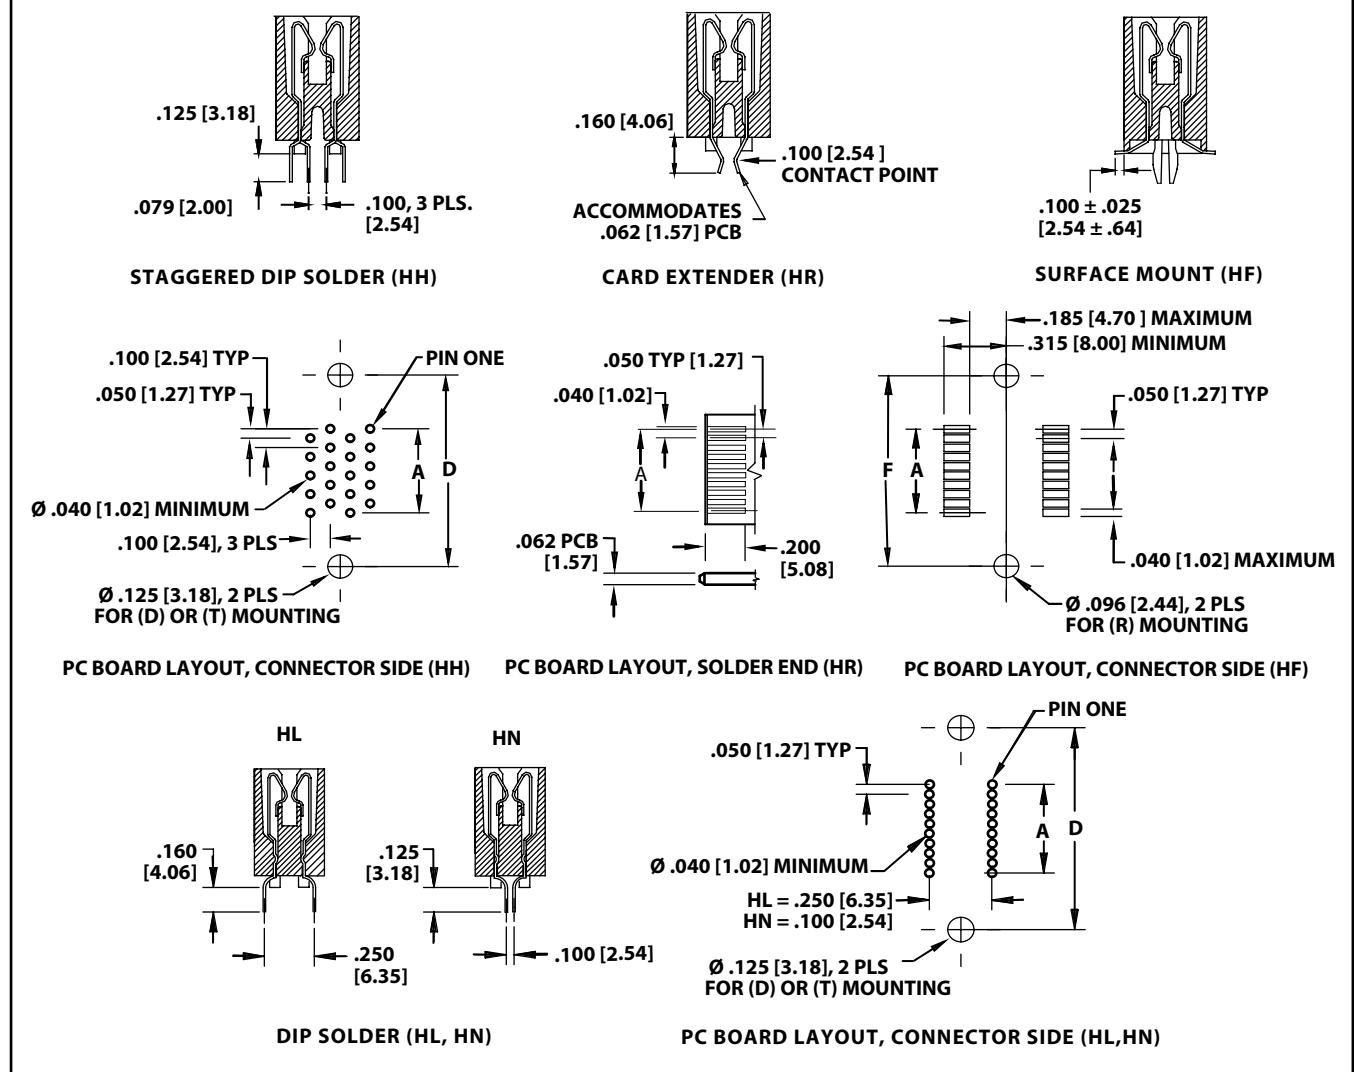 .125 [3.18]
.079 [2.00]
.100, 3 PLS.
[2.54]
STAGGERED DIP SOLDER (HH)
.160 [4.06]
.100 [2.54 ]
CONTACT POINT
ACCOMMODATES
.062 [1.57] PCB
CARD EXTENDER (HR)
.100 ± .025
[2.54 ± .64]
SURFACE MOUNT (HF)
.100 [2.54] TYP
PIN ONE
.050 [1.27] TYP
A
D
Ø .040 [1.02] MINIMUM
.100 [2.54], 3 PLS
Ø .125 [3.18], 2 PLS
FOR (D) OR (T) MOUNTING
PC BOARD LAYOUT, CONNECTOR SIDE (HH)
.050 TYP [1.27]
.040 [1.02]
A
.062 PCB
[1.57]
.200
[5.08]
PC BOARD LAYOUT, SOLDER END (HR)
.185 [4.70 ] MAXIMUM
.315 [8.00] MINIMUM
.050 [1.27] TYP
F
A
.040 [1.02] MAXIMUM
Ø .096 [2.44], 2 PLS
FOR (R) MOUNTING
PC BOARD LAYOUT, CONNECTOR SIDE (HF)
HL
HN
.160
[4.06]
.125
[3.18]
.250
[6.35]
.100 [2.54]
DIP SOLDER (HL, HN)
PIN ONE
.050 [1.27] TYP
A
D
Ø .040 [1.02] MINIMUM
HL = .250 [6.35]
HN = .100 [2.54]
Ø .125 [3.18], 2 PLS
FOR (D) OR (T) MOUNTING
PC BOARD LAYOUT, CONNECTOR SIDE (HL,HN)